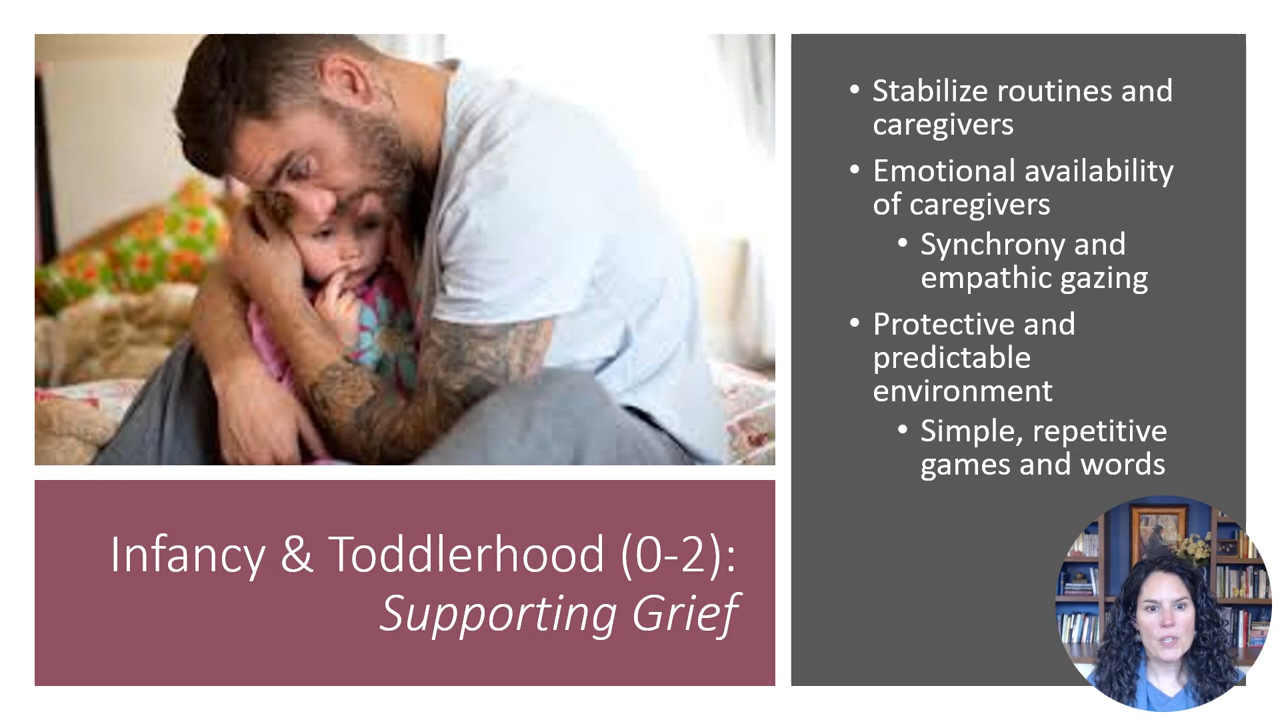 • Stabilize routines and
caregivers
• Emotional availability
of caregivers
• Synchrony and
empathic gazing
• Protective and
predictable
environment
• Simple, repetitive
games and words
Infancy & Toddlerhood (0-2):
Supporting Grief